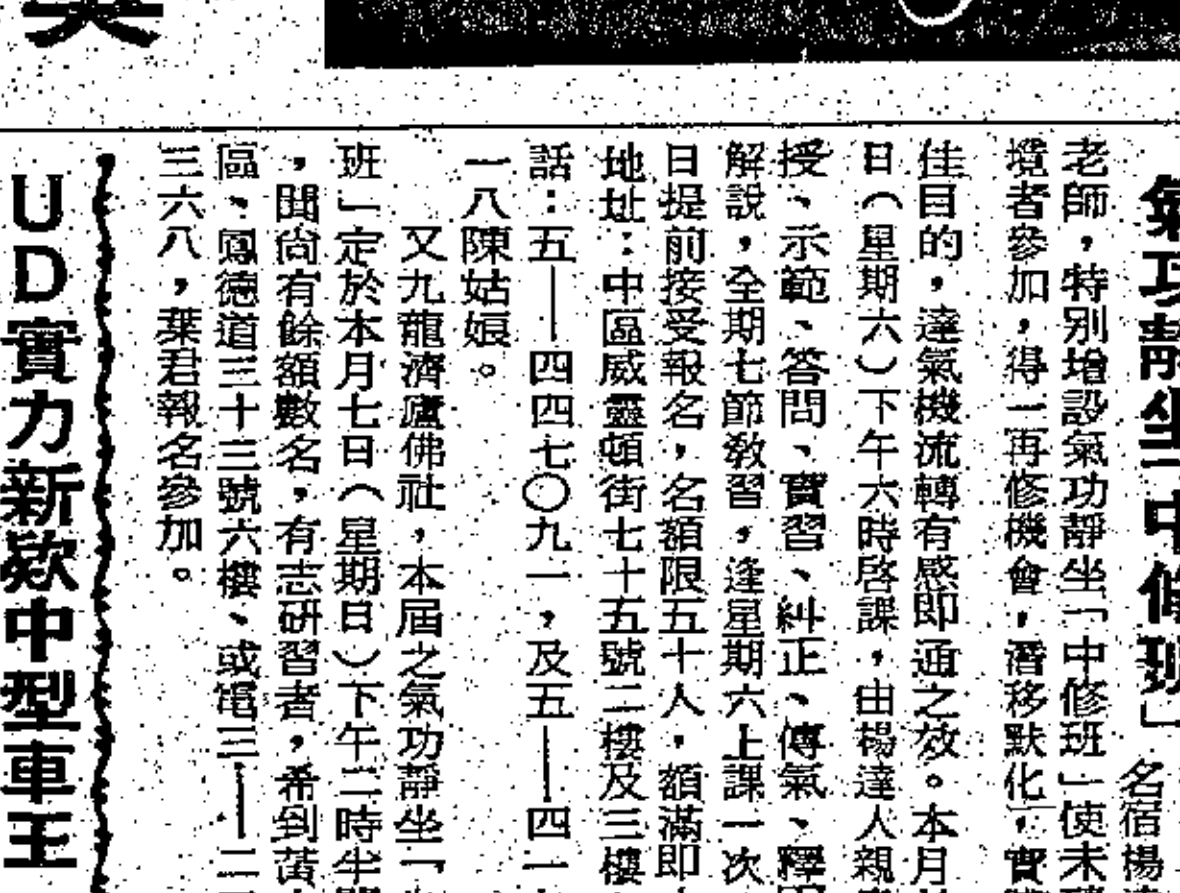 氣功靜坐「中修班」
名宿楊
老師，特別增設氣功靜坐「中修班」使未
境者參加，得一再修機會，潛移默化，實
佳目的，達氣機流轉有感即通之效。本月
日（星期六）下午六時啓課，由楊達人親
授、示範、答問、實習、糾正、傳氣、釋
解説，全期七節教習，逢星期六上課一次
日提前接受報名，名額限五十人，額滿即
地址：中區威靈頓街七十五號二樓及三樓
話：五——四四七〇九一，及五——四一
一八陳姑娘。
又九龍濟廬佛社，本屆之氣功靜坐「
班」定於本月七日（星期日）下午二時半
，聞尚有餘額數名，有志研習者，希到黃
區、鳳德道三十三號六樓、或電三——二
三六八，葉君報名參加。
UD實力新欵中型車王